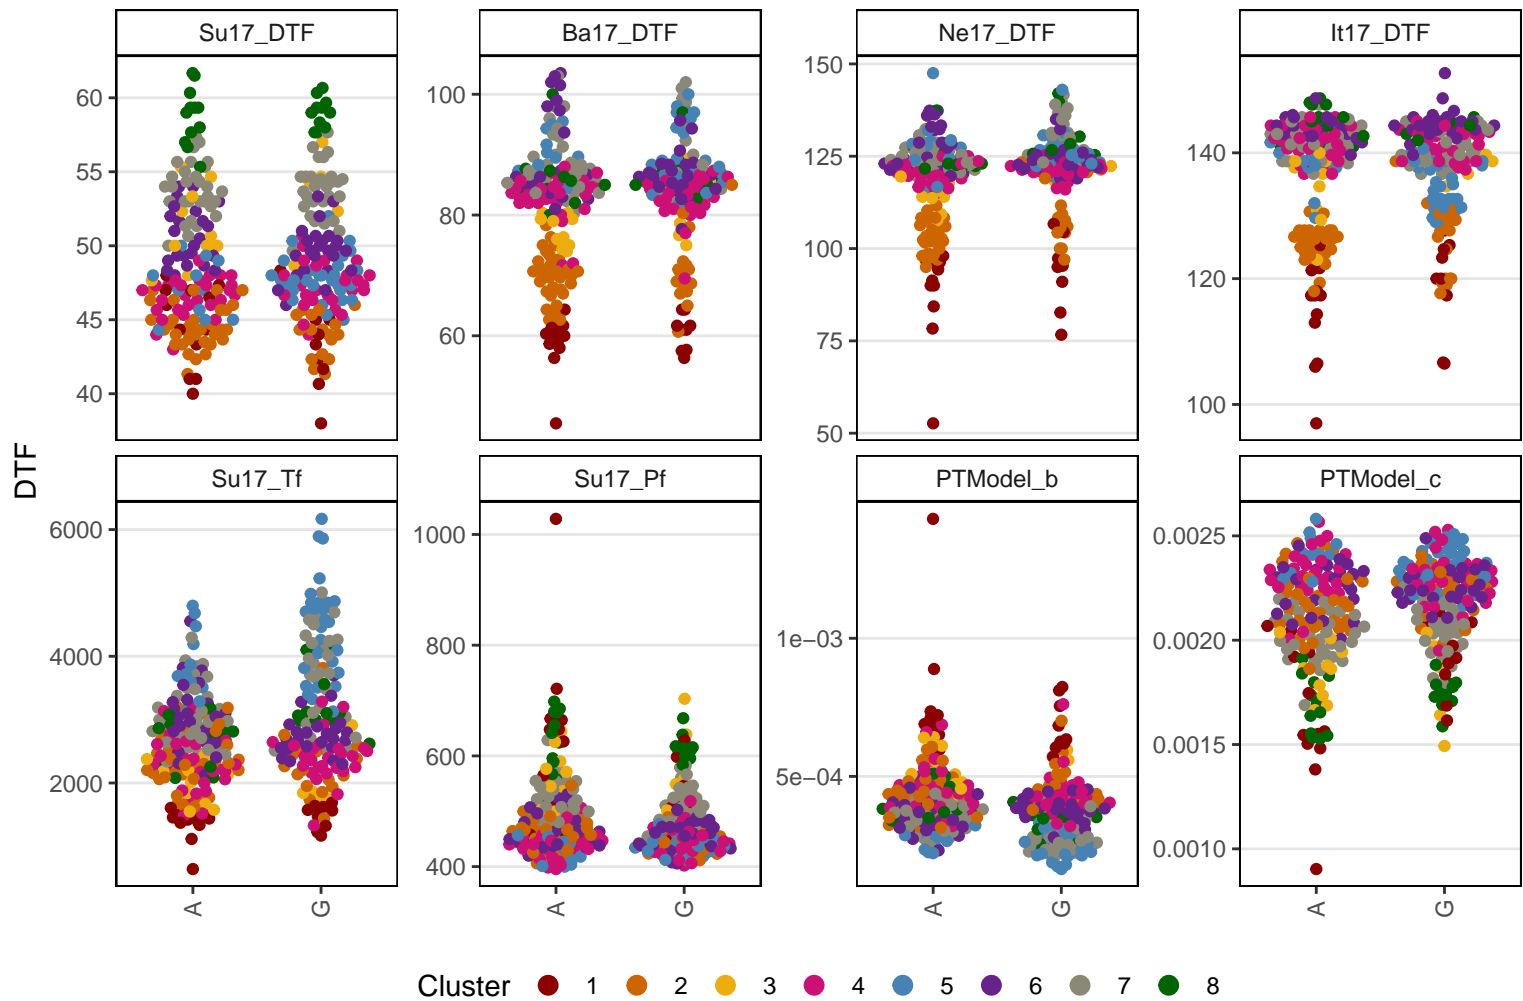 Su17_DTF
Ba17_DTF
Ne17_DTF
It17_DTF
60
55
50
45
40
100
80
60
150
125
100
75
50
140
120
100
DTF
Su17_Tf
Su17_Pf
PTModel_b
PTModel_c
6000
4000
2000
1000
800
600
400
1e−03
5e−04
0.0025
0.0020
0.0015
0.0010
A
G
A
G
A
G
A
G
Cluster 1 2 3 4 5 6 7 8